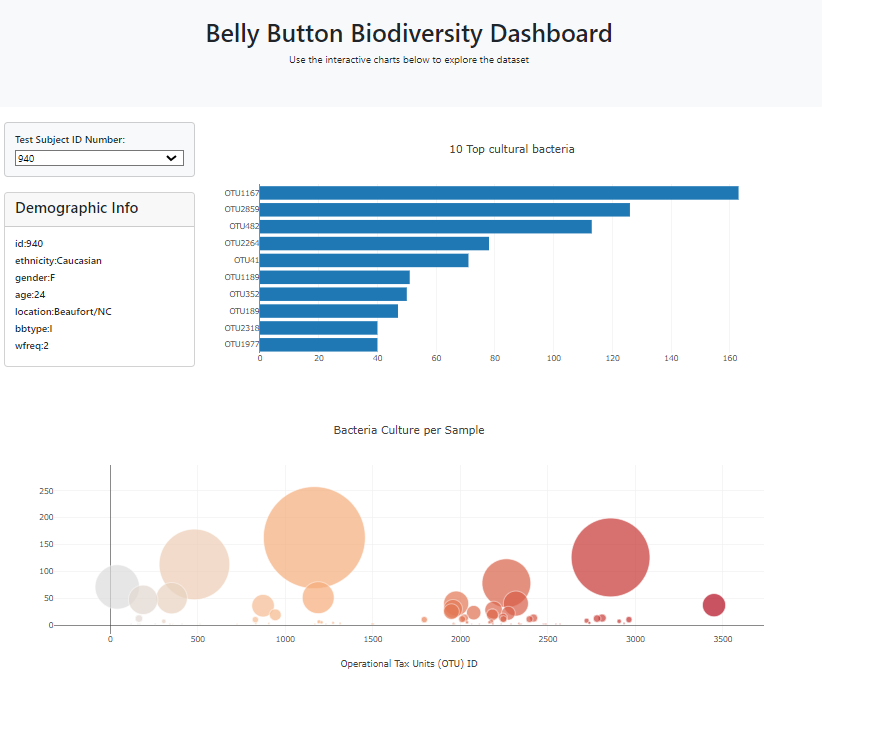 Belly Button Biodiversity Dashboard
Use the interactive charts below to explore the dataset
Test Subject ID Number:
940
Demographic Info
id:940
ethnicity:Caucasian
gender:F
age:24
location:Beaufort/NC
bbtype:I
wfreq:2
10 Top cultural bacteria
OTU1167
OTU2859
OTU482
OTU2264
OTU41
OTU1189
OTU352
OTU189
OTU2318
OTU1977
0 20 40 60 80 100 120 140 160
Bacteria Culture per Sample
250
200
150
100
50
0
0 500 1000 1500 2000 2500 3000 3500
Operational Tax Units (OTU) ID